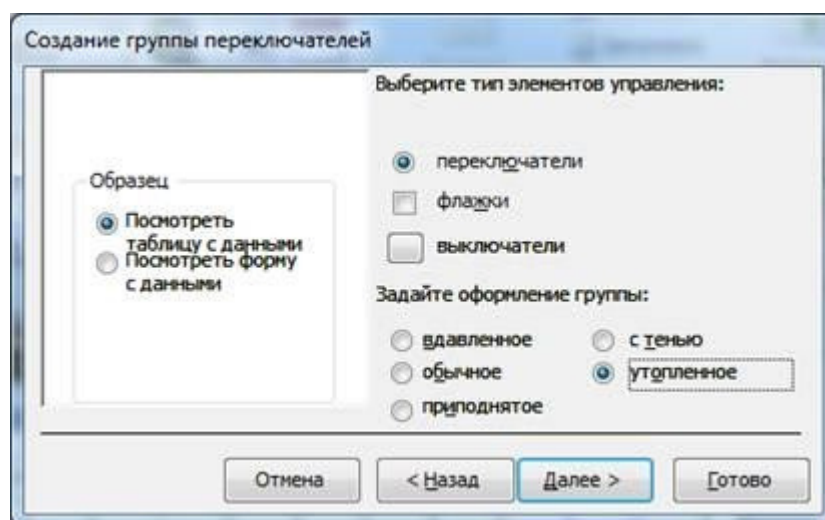 Создание группы переключателей
Образец
Посмотреть
таблицу с данными
Посмотреть форму
с данными
Выберите тип элементов управления:
переключатели
флажки
выключатели
Задайте оформление группы:
вдавленное
с тенью
обычное
утопленное
приподнятое
Отмена
< Назад
Далее >
Готово